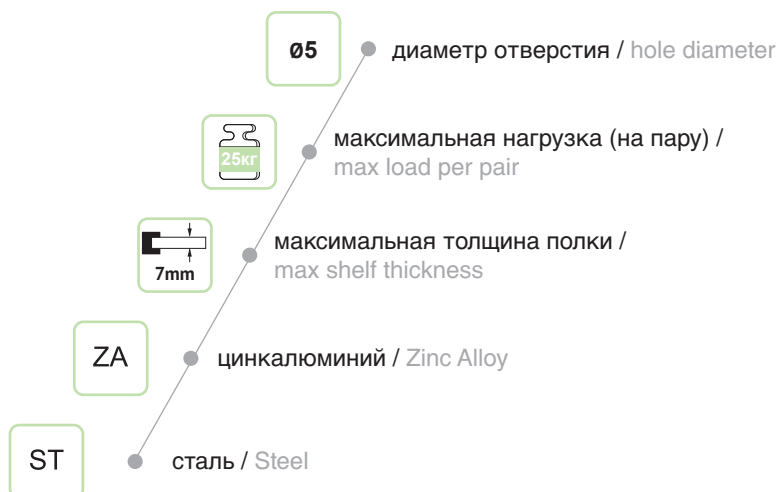 ø5
диаметр отверстия / hole diameter
25кг
максимальная нагрузка (на пару) /
max load per pair
7mm
максимальная толщина полки /
max shelf thickness
ZA
цинкалюминий / Zinc Alloy
ST
сталь / Steel